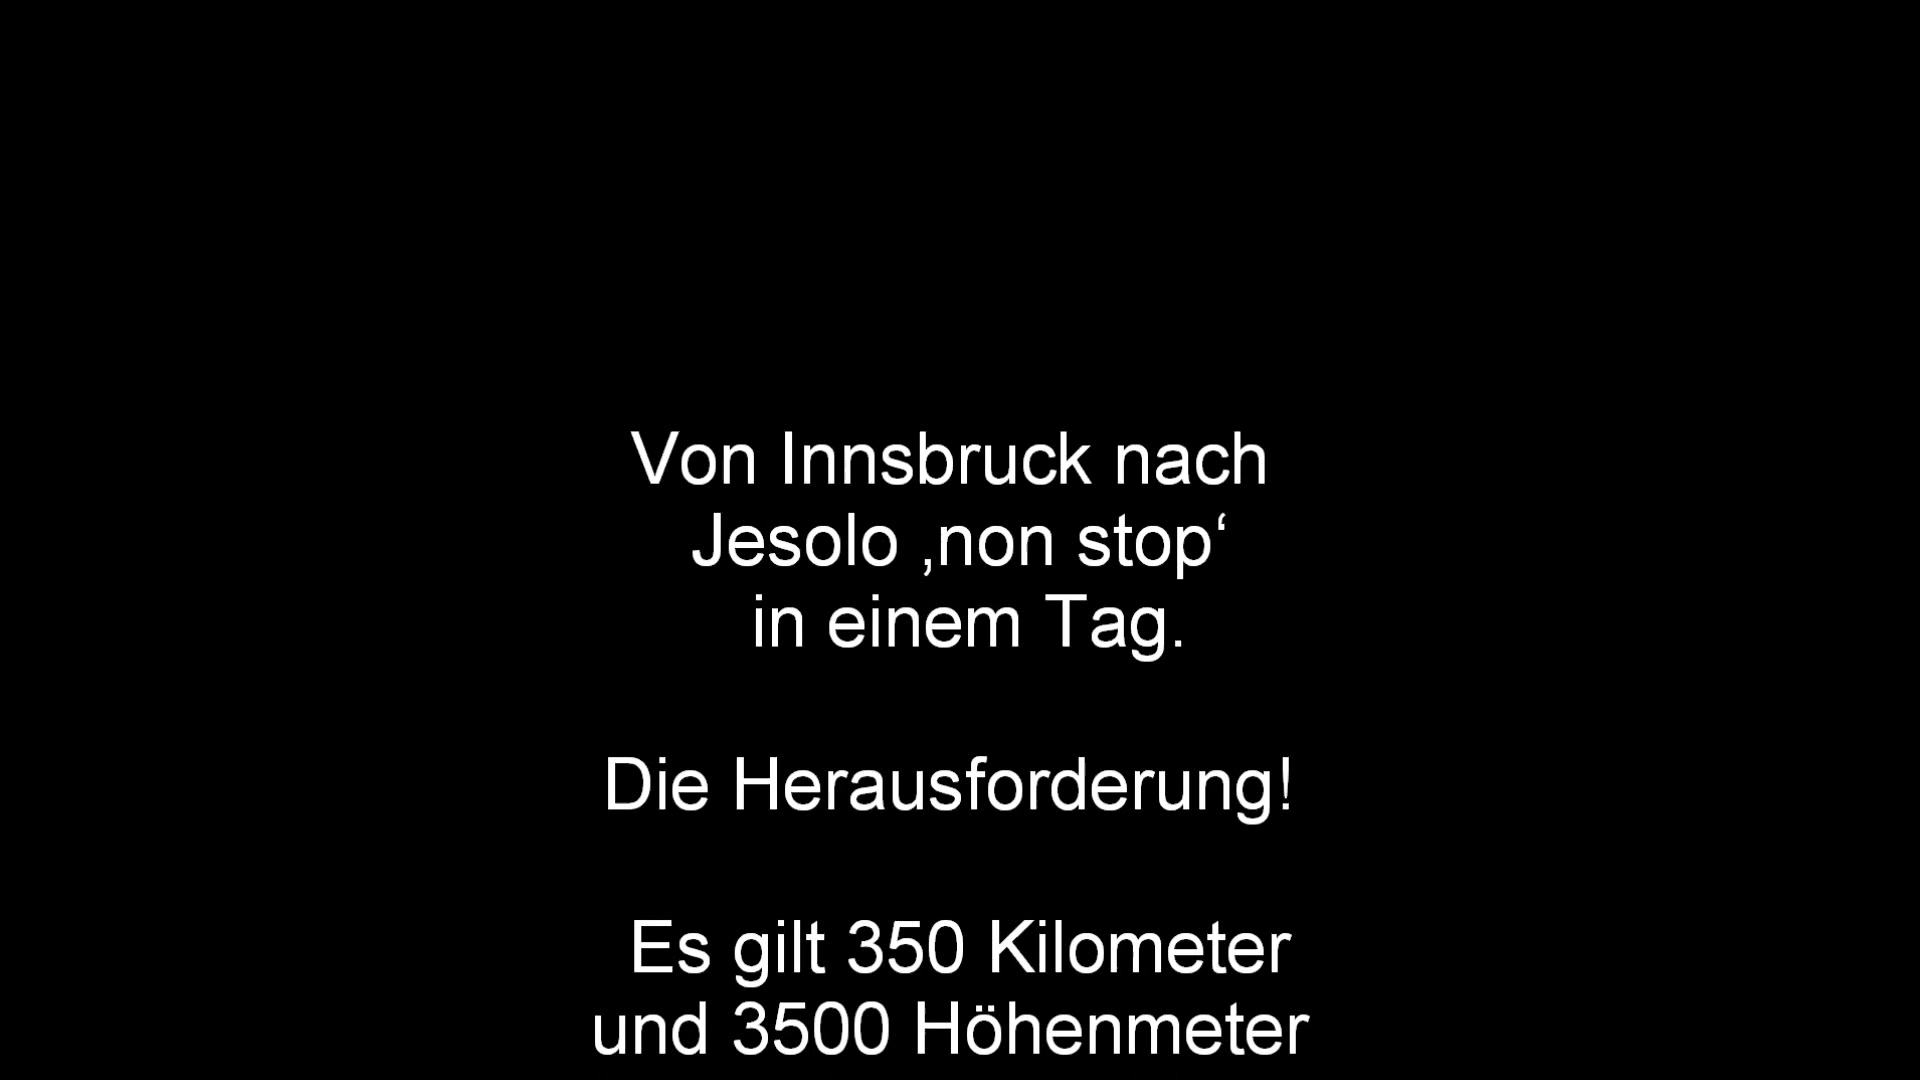 Von Innsbruck nach
Jesolo ‚non stop‘
in einem Tag.
Die Herausforderung!
Es gilt 350 Kilometer
und 3500 Höhenmeter